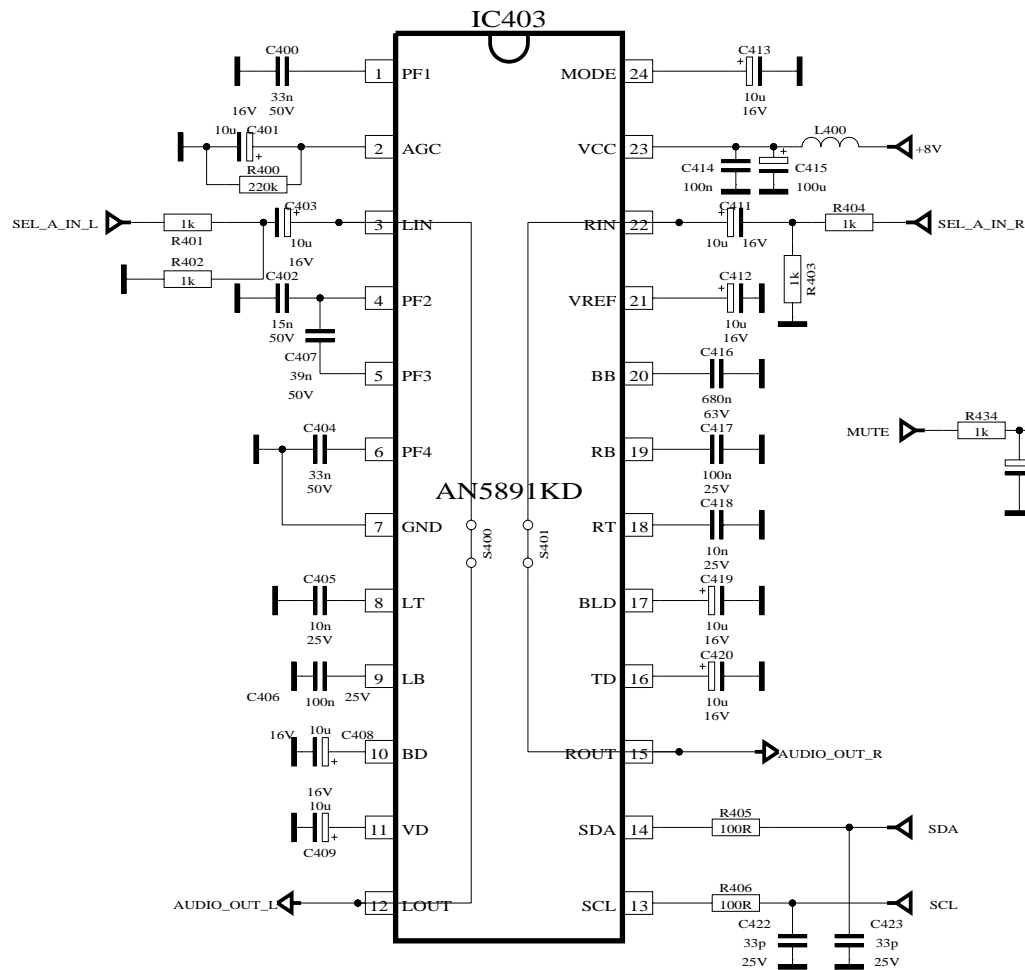 IC403
C400
33n
50V
1
PF1
MODE
24
C413
10u
16V
16V
10u
C401
R400
220k
2
AGC
VCC
23
C414
100n
C415
100u
L400
+8V
SEL_A_IN_L
1k
R401
R402
1k
C403
10u
16V
3
LIN
RIN
22
C411
10u
16V
R404
1k
SEL_A_IN_R
1k
R403
C402
15n
50V
4
PF2
VREF
21
C412
10u
16V
C407
39n
50V
5
PF3
BB
20
C416
680n
63V
C404
33n
50V
6
PF4
RB
19
C417
100n
25V
MUTE
R434
1k
AN5891KD
7
GND
S400
S401
RT
18
C418
10n
25V
C405
10n
25V
8
LT
BLD
17
C419
10u
16V
C406
100n
25V
9
LB
TD
16
C420
10u
16V
16V
10u
C408
10
BD
ROUT
15
AUDIO_OUT_R
16V
10u
C409
11
VD
SDA
14
R405
100R
SDA
AUDIO_OUT_L
12
LOUT
SCL
13
R406
100R
SCL
C422
33p
25V
C423
33p
25V